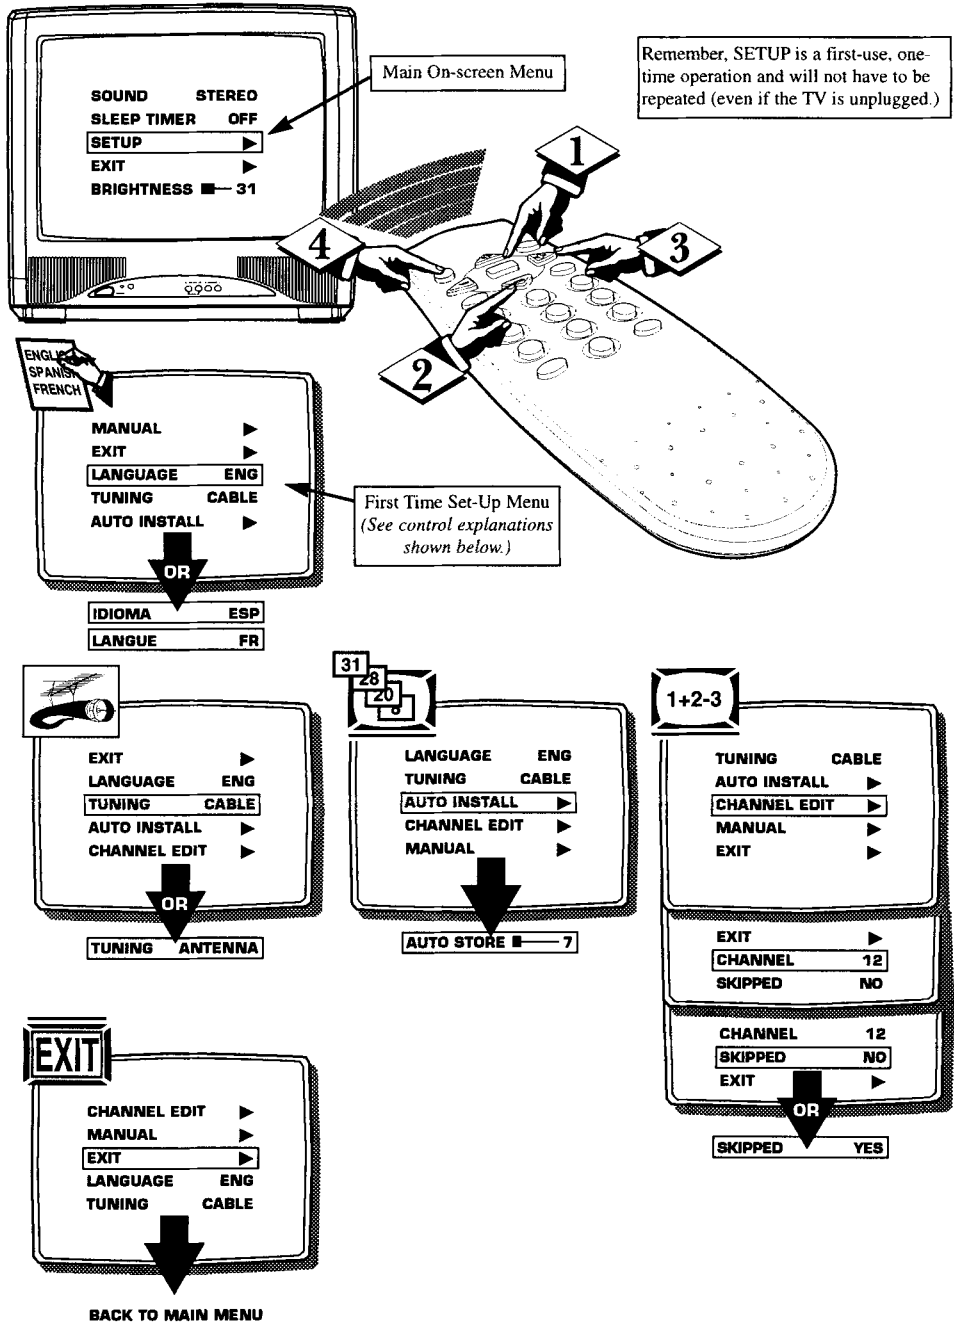 Main On-screen Menu
Remember, SETUP is a first-use, one-
time operation and will not have to be
repeated (even if the TV is unplugged.)
SOUND STEREO
SLEEP TIMER OFF
SETUP ▶
EXIT ▶
BRIGHTNESS 31
1
4
3
2
SPANISH
FRENCH
MANUAL ▶
EXIT ▶
LANGUAGE ENG
TUNING CABLE
AUTO INSTALL ▶
OR
First Time Set-Up Menu
(See control explanations
shown below.)
IDIOMA ESP
LANGUE FR
EXIT ▶
LANGUAGE ENG
TUNING CABLE
AUTO INSTALL ▶
CHANNEL EDIT ▶
OR
TUNING ANTENNA
31
28
20
8
LANGUAGE ENG
TUNING CABLE
AUTO INSTALL ▶
CHANNEL EDIT ▶
MANUAL ▶
AUTO STORE 7
1+2-3
TUNING CABLE
AUTO INSTALL ▶
CHANNEL EDIT ▶
MANUAL ▶
EXIT ▶
EXIT ▶
CHANNEL 12
SKIPPED NO
CHANNEL 12
SKIPPED NO
EXIT ▶
OR
SKIPPED YES
EXIT
CHANNEL EDIT ▶
MANUAL ▶
EXIT ▶
LANGUAGE ENG
TUNING CABLE
BACK TO MAIN MENU